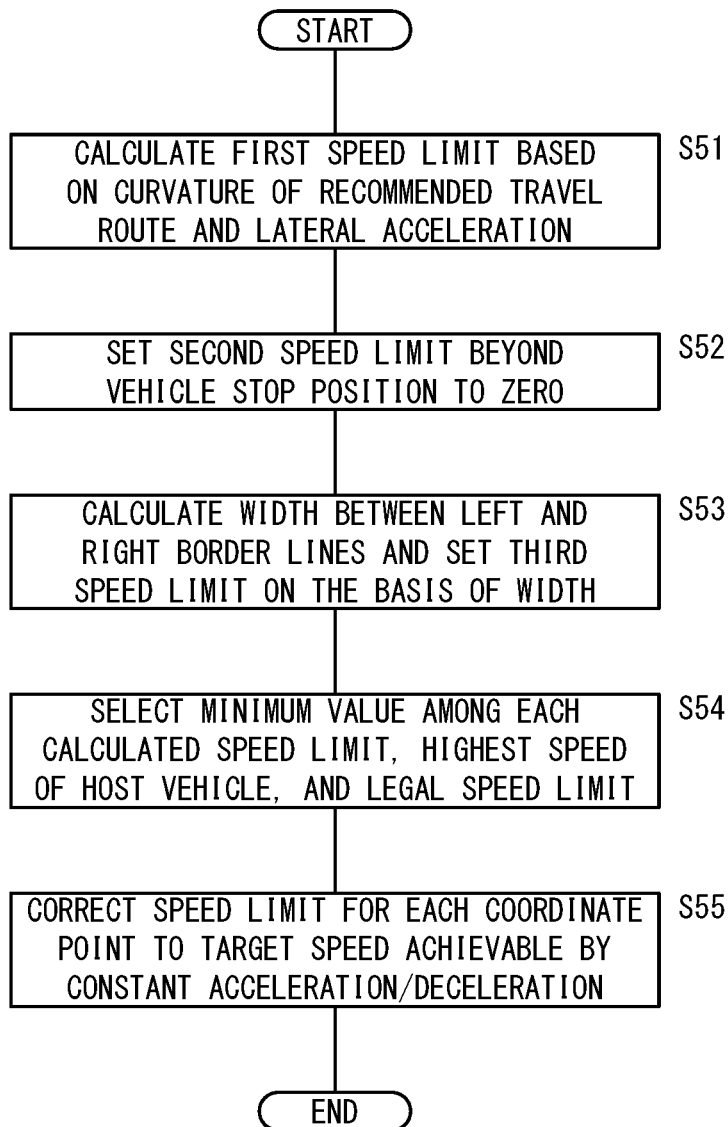 START
CALCULATE FIRST SPEED LIMIT BASED
ON CURVATURE OF RECOMMENDED TRAVEL
ROUTE AND LATERAL ACCELERATION
S51
SET SECOND SPEED LIMIT BEYOND
VEHICLE STOP POSITION TO ZERO
S52
CALCULATE WIDTH BETWEEN LEFT AND
RIGHT BORDER LINES AND SET THIRD
SPEED LIMIT ON THE BASIS OF WIDTH
S53
SELECT MINIMUM VALUE AMONG EACH
CALCULATED SPEED LIMIT, HIGHEST SPEED
OF HOST VEHICLE, AND LEGAL SPEED LIMIT
S54
CORRECT SPEED LIMIT FOR EACH COORDINATE
POINT TO TARGET SPEED ACHIEVABLE BY
CONSTANT ACCELERATION/DECELERATION
S55
END